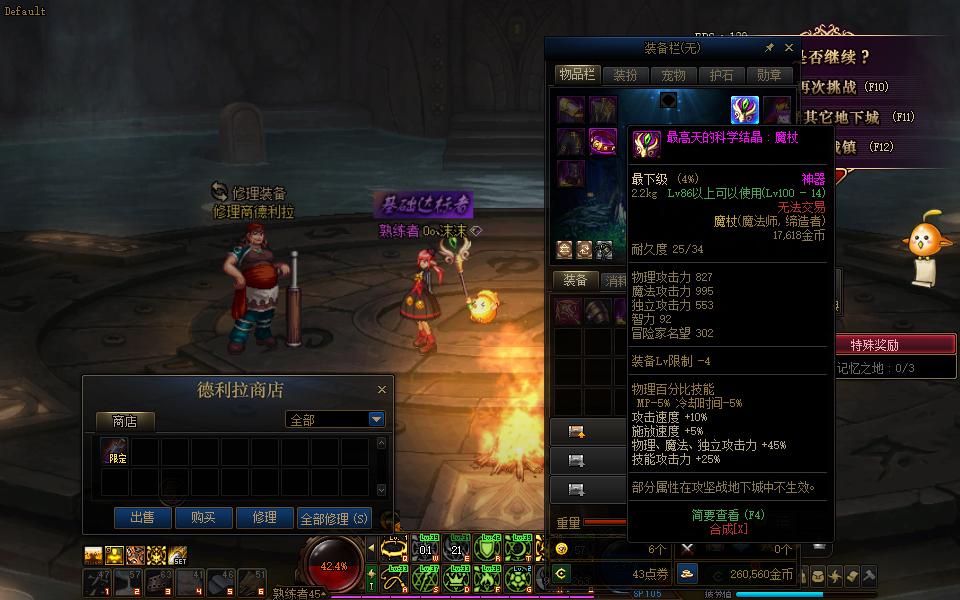 Default
FPS : 120
是否继续？
再次挑战 (F10)
其它地下城 (F11)
城镇 (F12)
装备栏(无)
物品栏
装扮
宠物
护石
勋章
最高天的科学结晶 : 魔杖
最下级 (4%)
神器
2.2kg Lv86以上可以使用(Lv100 - 14)
无法交易
魔杖(魔法师, 缔造者)
17,618金币
耐久度 25/34
物理攻击力 827
魔法攻击力 995
独立攻击力 553
智力 92
冒险家名望 302
装备Lv限制 -4
物理百分比技能
MP-5% 冷却时间-5%
攻击速度 +10%
施放速度 +5%
物理、魔法、独立攻击力 +45%
技能攻击力 +25%
部分属性在攻坚战地下城中不生效。
简要查看 (F4)
合成[X]
修理装备
修理商德利拉
基础达标者
熟练者
装备
消耗
特殊奖励
记忆之地 : 0/3
德利拉商店
商店
全部
限定
出售
购买
修理
全部修理 (S)
重量
6个
0个
43点券
260,560金币
42.4%
熟练者45
SP105
疲劳值